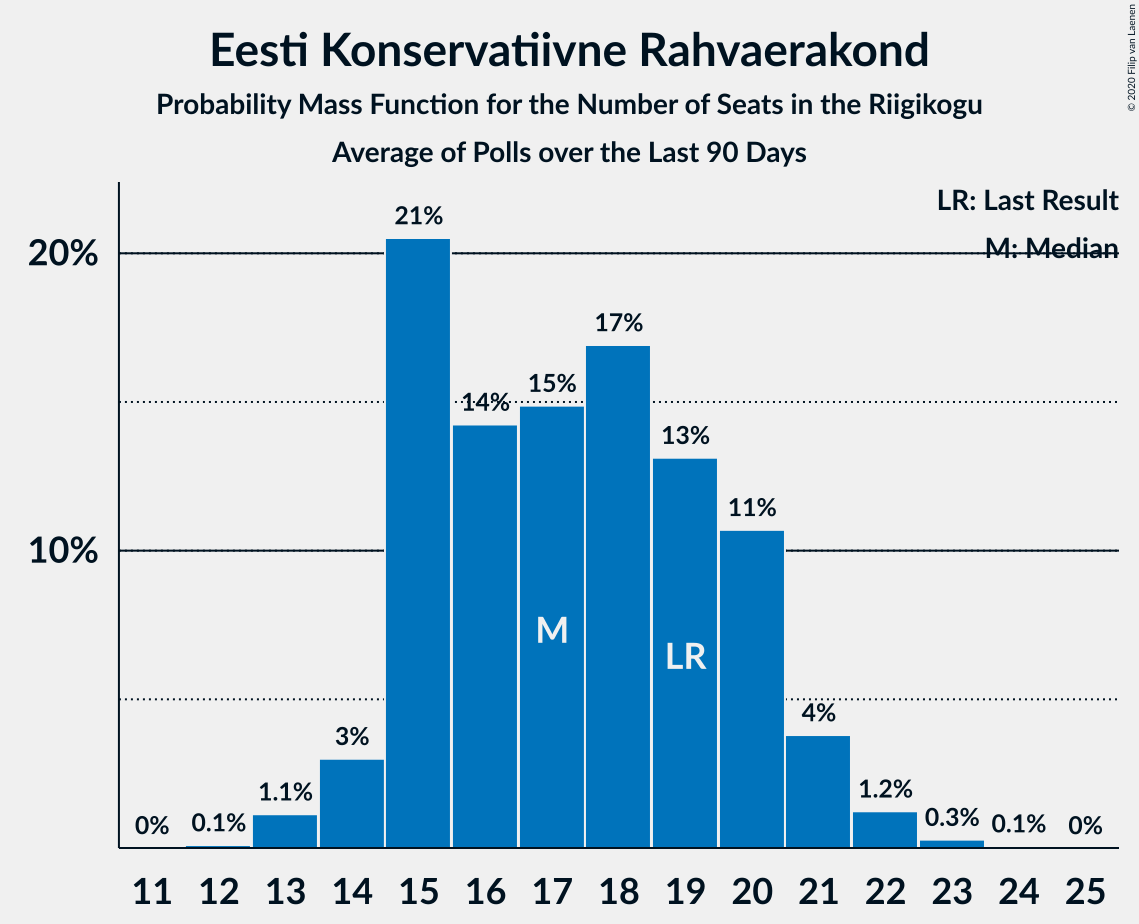 Eesti Konservatiivne Rahvaerakond
Probability Mass Function for the Number of Seats in the Riigikogu
Average of Polls over the Last 90 Days
© 2020 Filip van Laenen
LR: Last Result
M: Median
20%
10%
0%
0.1%
1.1%
3%
21%
14%
15%
17%
13%
11%
4%
1.2%
0.3%
0.1%
0%
M
LR
11 12 13 14 15 16 17 18 19 20 21 22 23 24 25